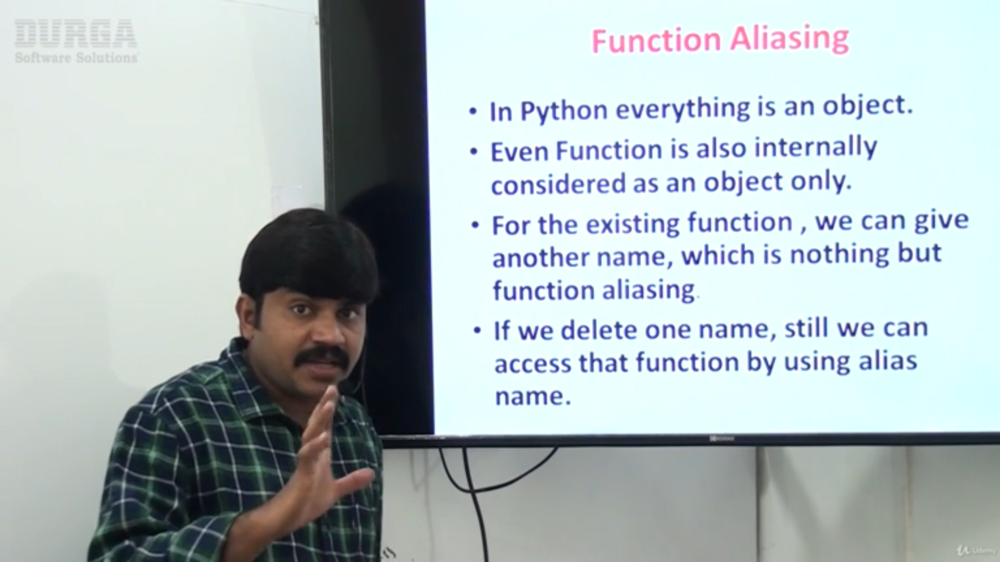 DURGA
Software Solutions
Function Aliasing
• In Python everything is an object.
• Even Function is also internally
considered as an object only.
• For the existing function , we can give
another name, which is nothing but
function aliasing.
• If we delete one name, still we can
access that function by using alias
name.
KODAK
Udemy